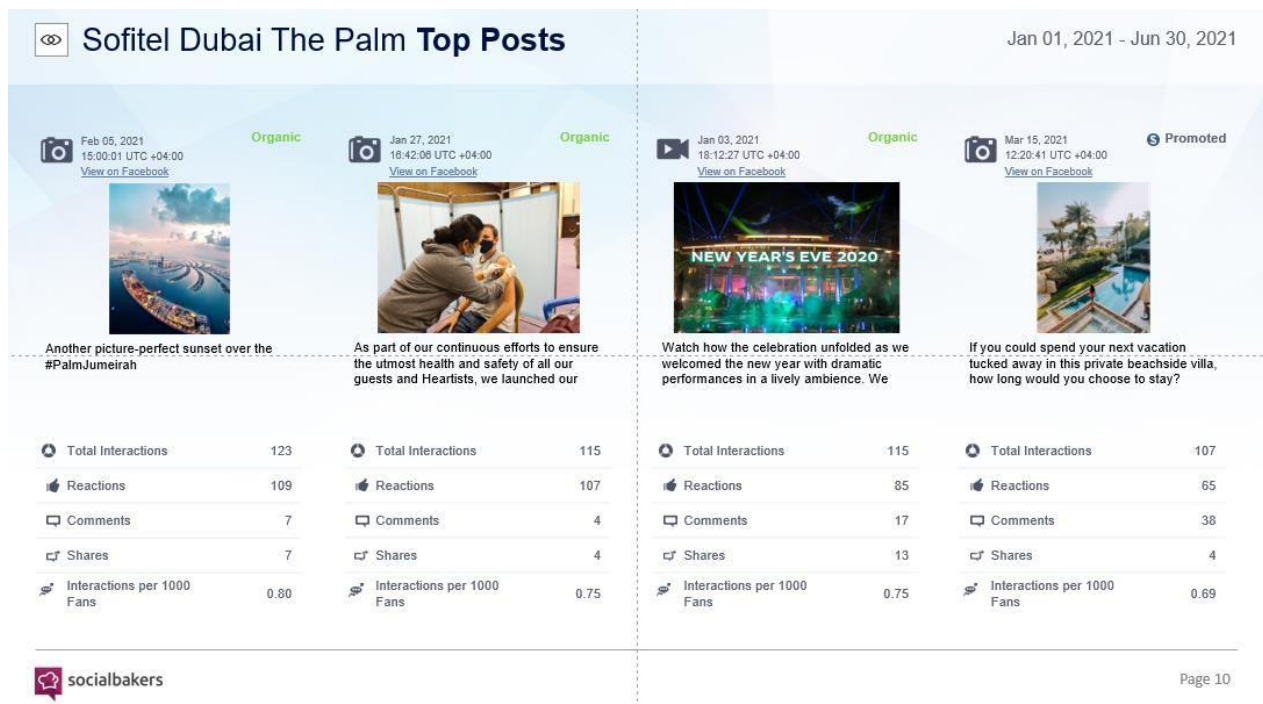 Sofitel Dubai The Palm Top Posts
Jan 01, 2021 - Jun 30, 2021
Feb 05, 2021
15:00:01 UTC +04:00
View on Facebook
Organic
Another picture-perfect sunset over the
#PalmJumeirah
Total Interactions 123
Reactions 109
Comments 7
Shares 7
Interactions per 1000
Fans
0.80
Jan 27, 2021
16:42:06 UTC +04:00
View on Facebook
Organic
As part of our continuous efforts to ensure
the utmost health and safety of all our
guests and Heartists, we launched our
Total Interactions 115
Reactions 107
Comments 4
Shares 4
Interactions per 1000
Fans
0.75
Jan 03, 2021
18:12:27 UTC +04:00
View on Facebook
Organic
NEW YEAR'S EVE 2020
Watch how the celebration unfolded as we
welcomed the new year with dramatic
performances in a lively ambience. We
Total Interactions 115
Reactions 85
Comments 17
Shares 13
Interactions per 1000
Fans
0.75
Mar 15, 2021
12:20:41 UTC +04:00
View on Facebook
S Promoted
If you could spend your next vacation
tucked away in this private beachside villa,
how long would you choose to stay?
Total Interactions 107
Reactions 65
Comments 38
Shares 4
Interactions per 1000
Fans
0.69
socialbakers
Page 10